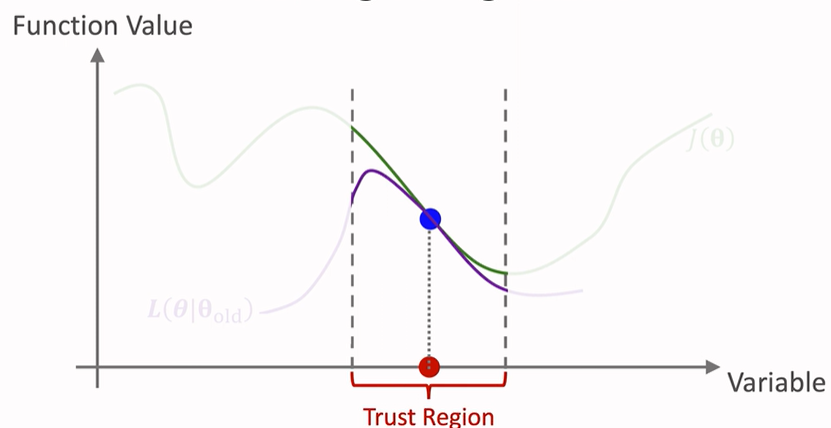 Function Value
J(θ)
L(θ|θold)
Variable
Trust Region